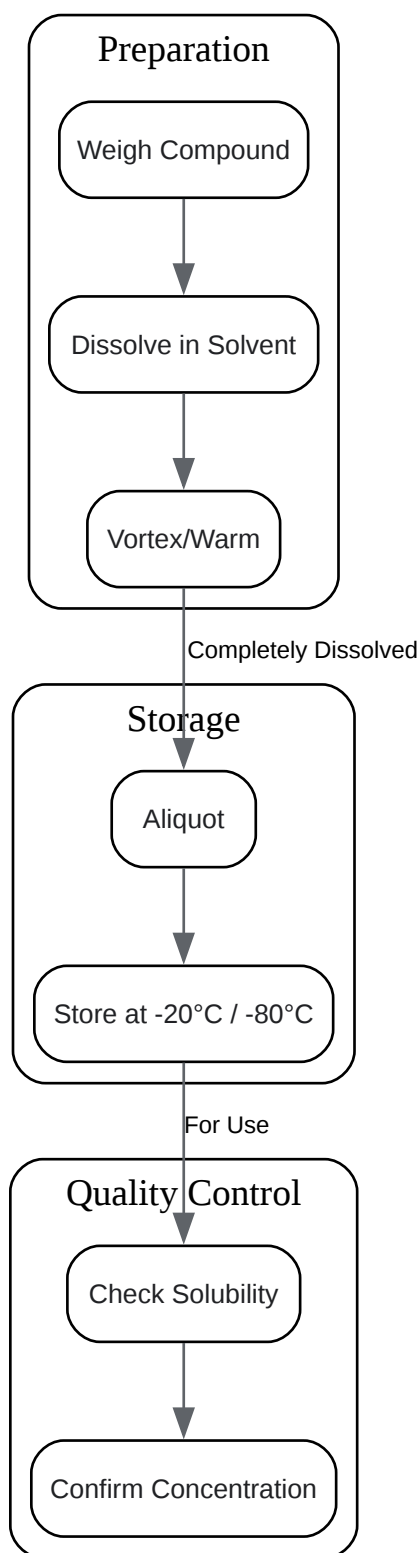 Preparation
Weigh Compound
Dissolve in Solvent
Vortex/Warm
Completely Dissolved
Storage
Aliquot
Store at -20°C / -80°C
For Use
Quality Control
Check Solubility
Confirm Concentration